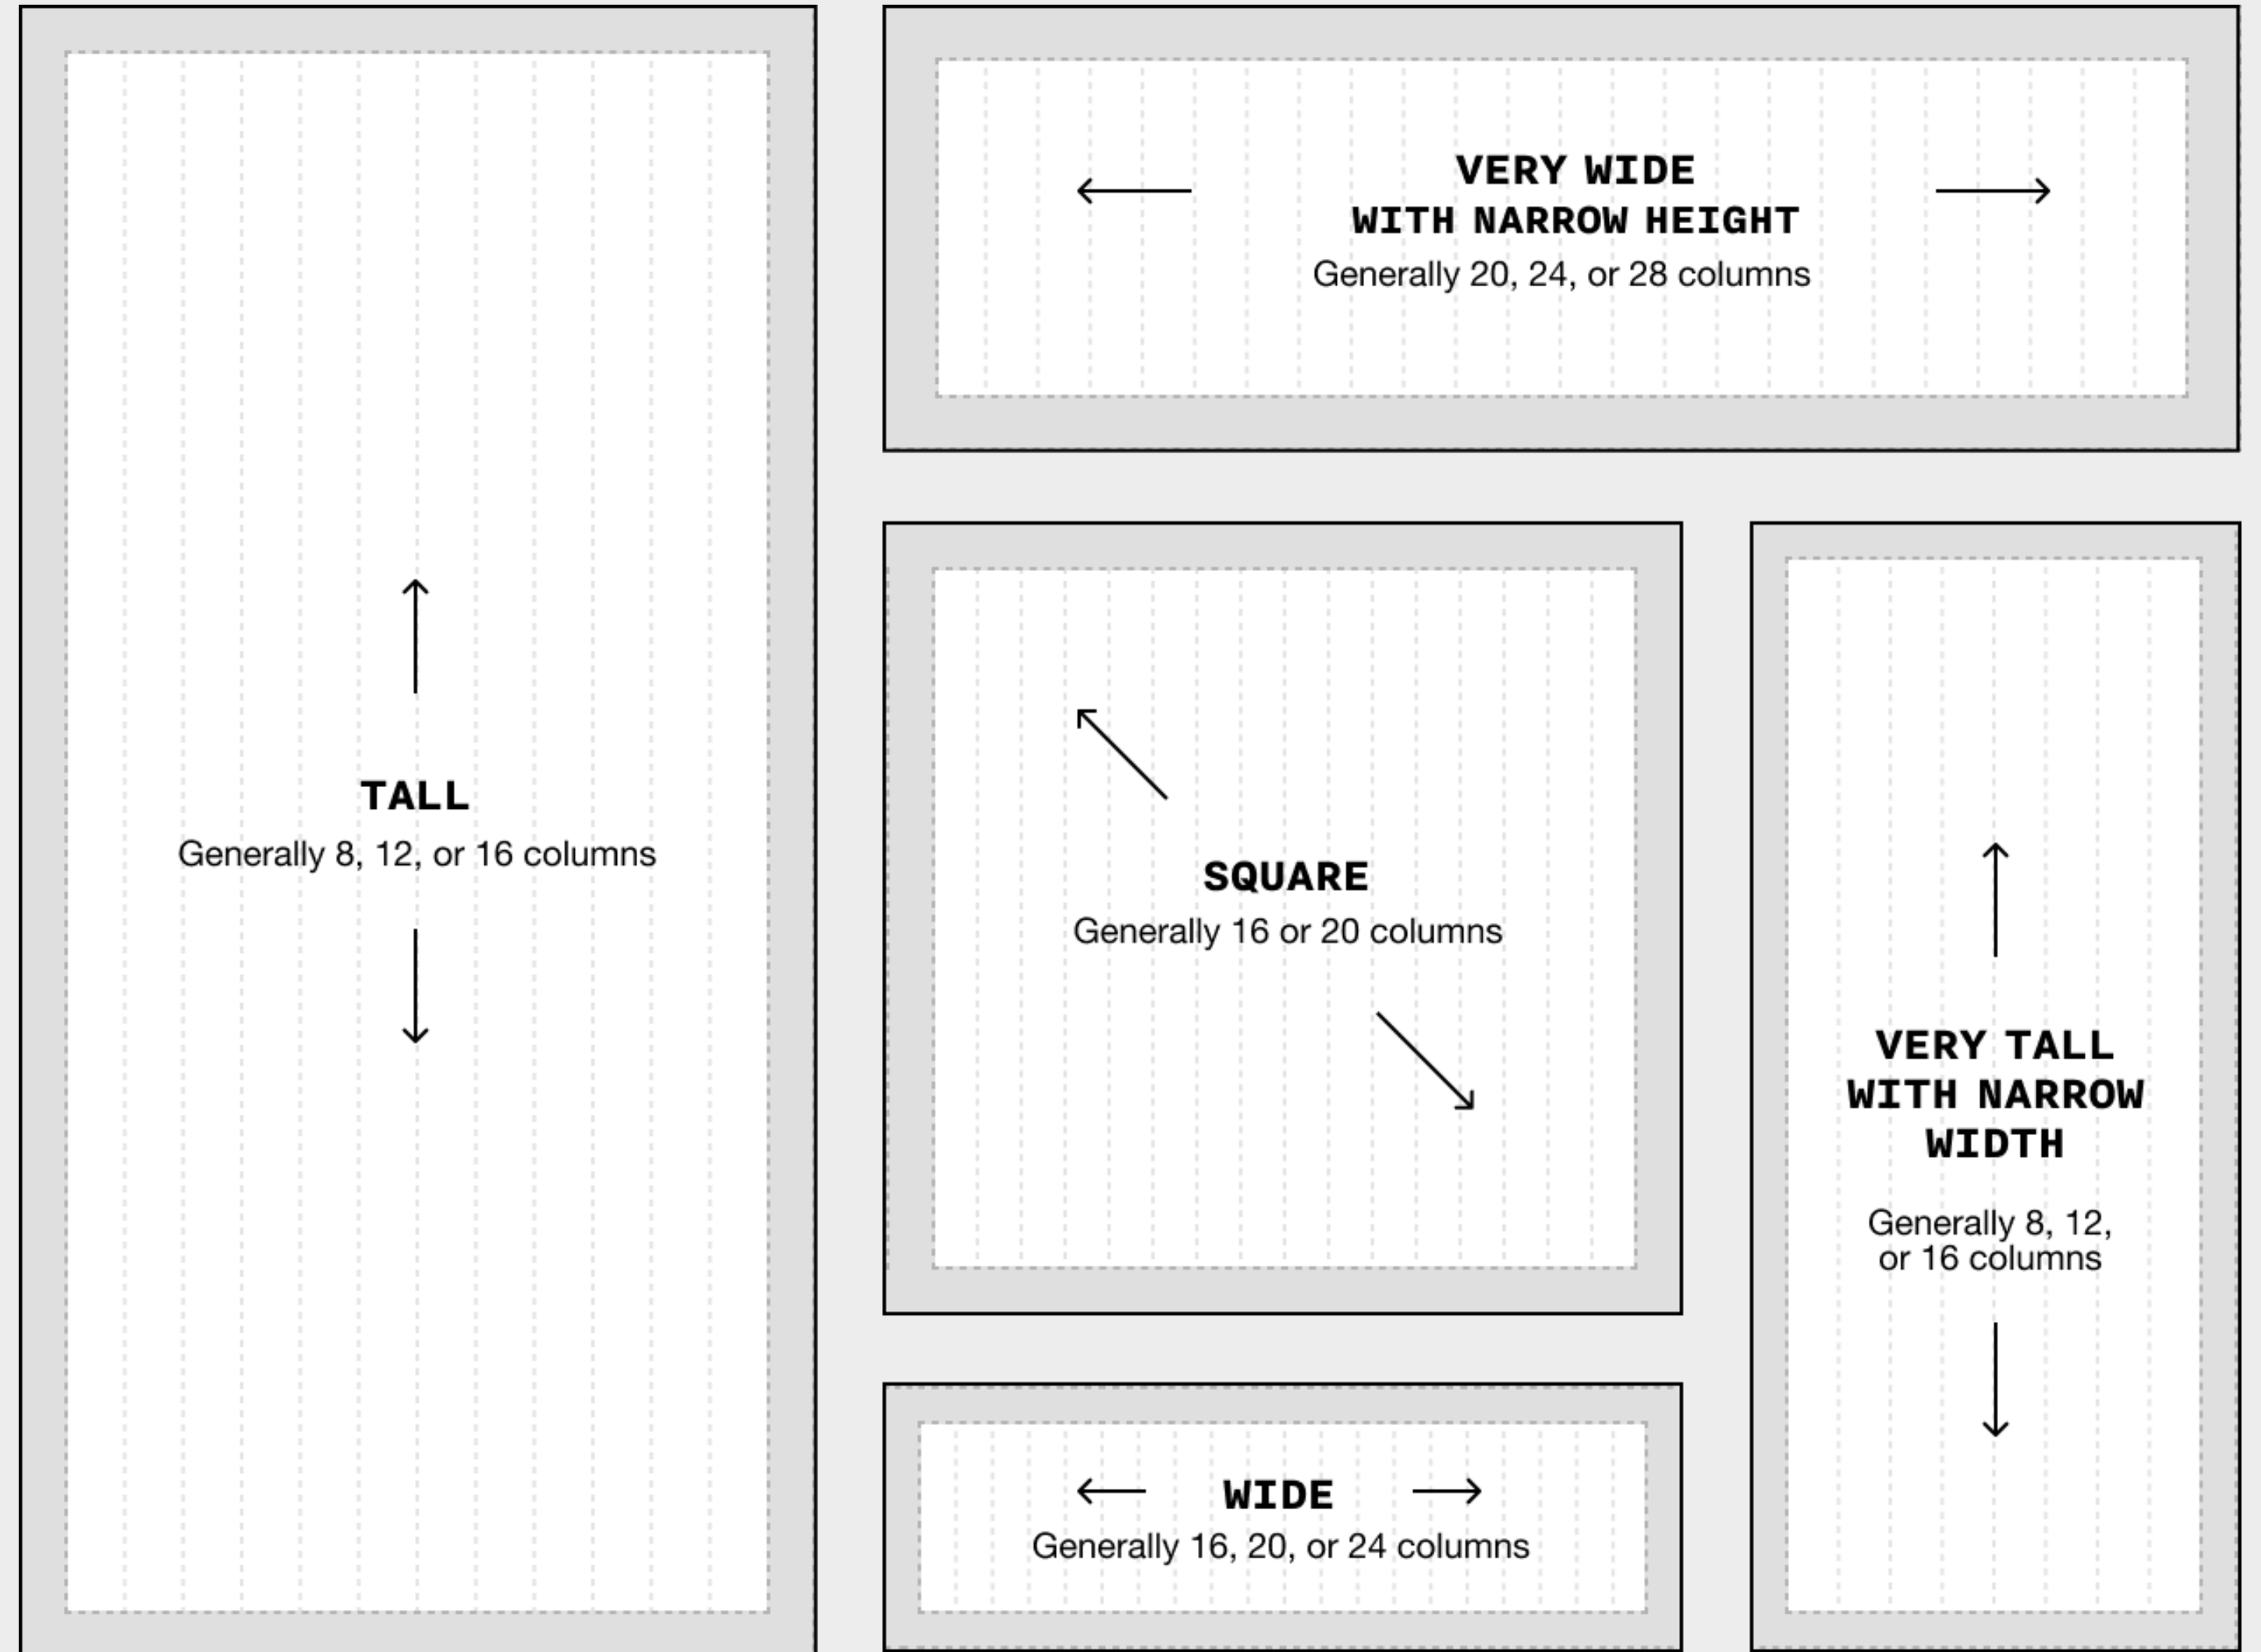 TALL
Generally 8, 12, or 16 columns
VERY WIDE
WITH NARROW HEIGHT
Generally 20, 24, or 28 columns
SQUARE
Generally 16 or 20 columns
VERY TALL
WITH NARROW
WIDTH
Generally 8, 12,
or 16 columns
WIDE
Generally 16, 20, or 24 columns